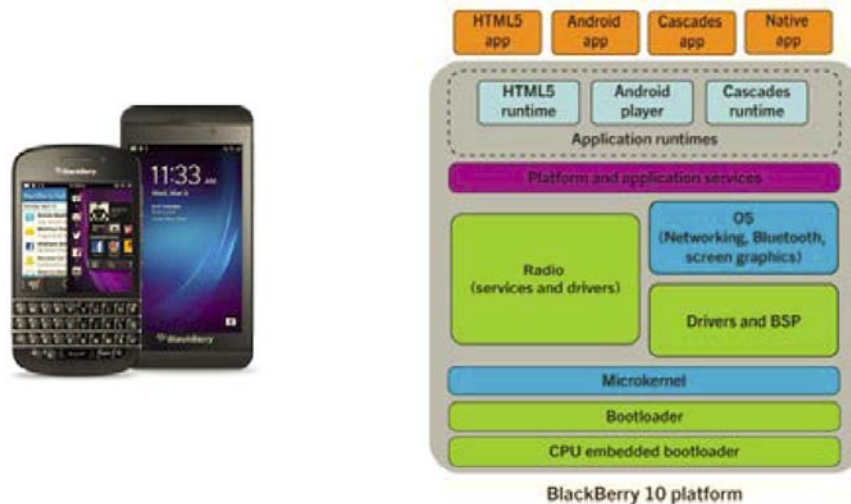 BlackBerry
11:33 AM
BlackBerry
HTML5
app
Android
app
Cascades
app
Native
app
HTML5
runtime
Android
player
Cascades
runtime
Application runtimes
Platform and application services
Radio
(services and drivers)
OS
(Networking, Bluetooth,
screen graphics)
Drivers and BSP
Microkernel
Bootloader
CPU embedded bootloader
BlackBerry 10 platform